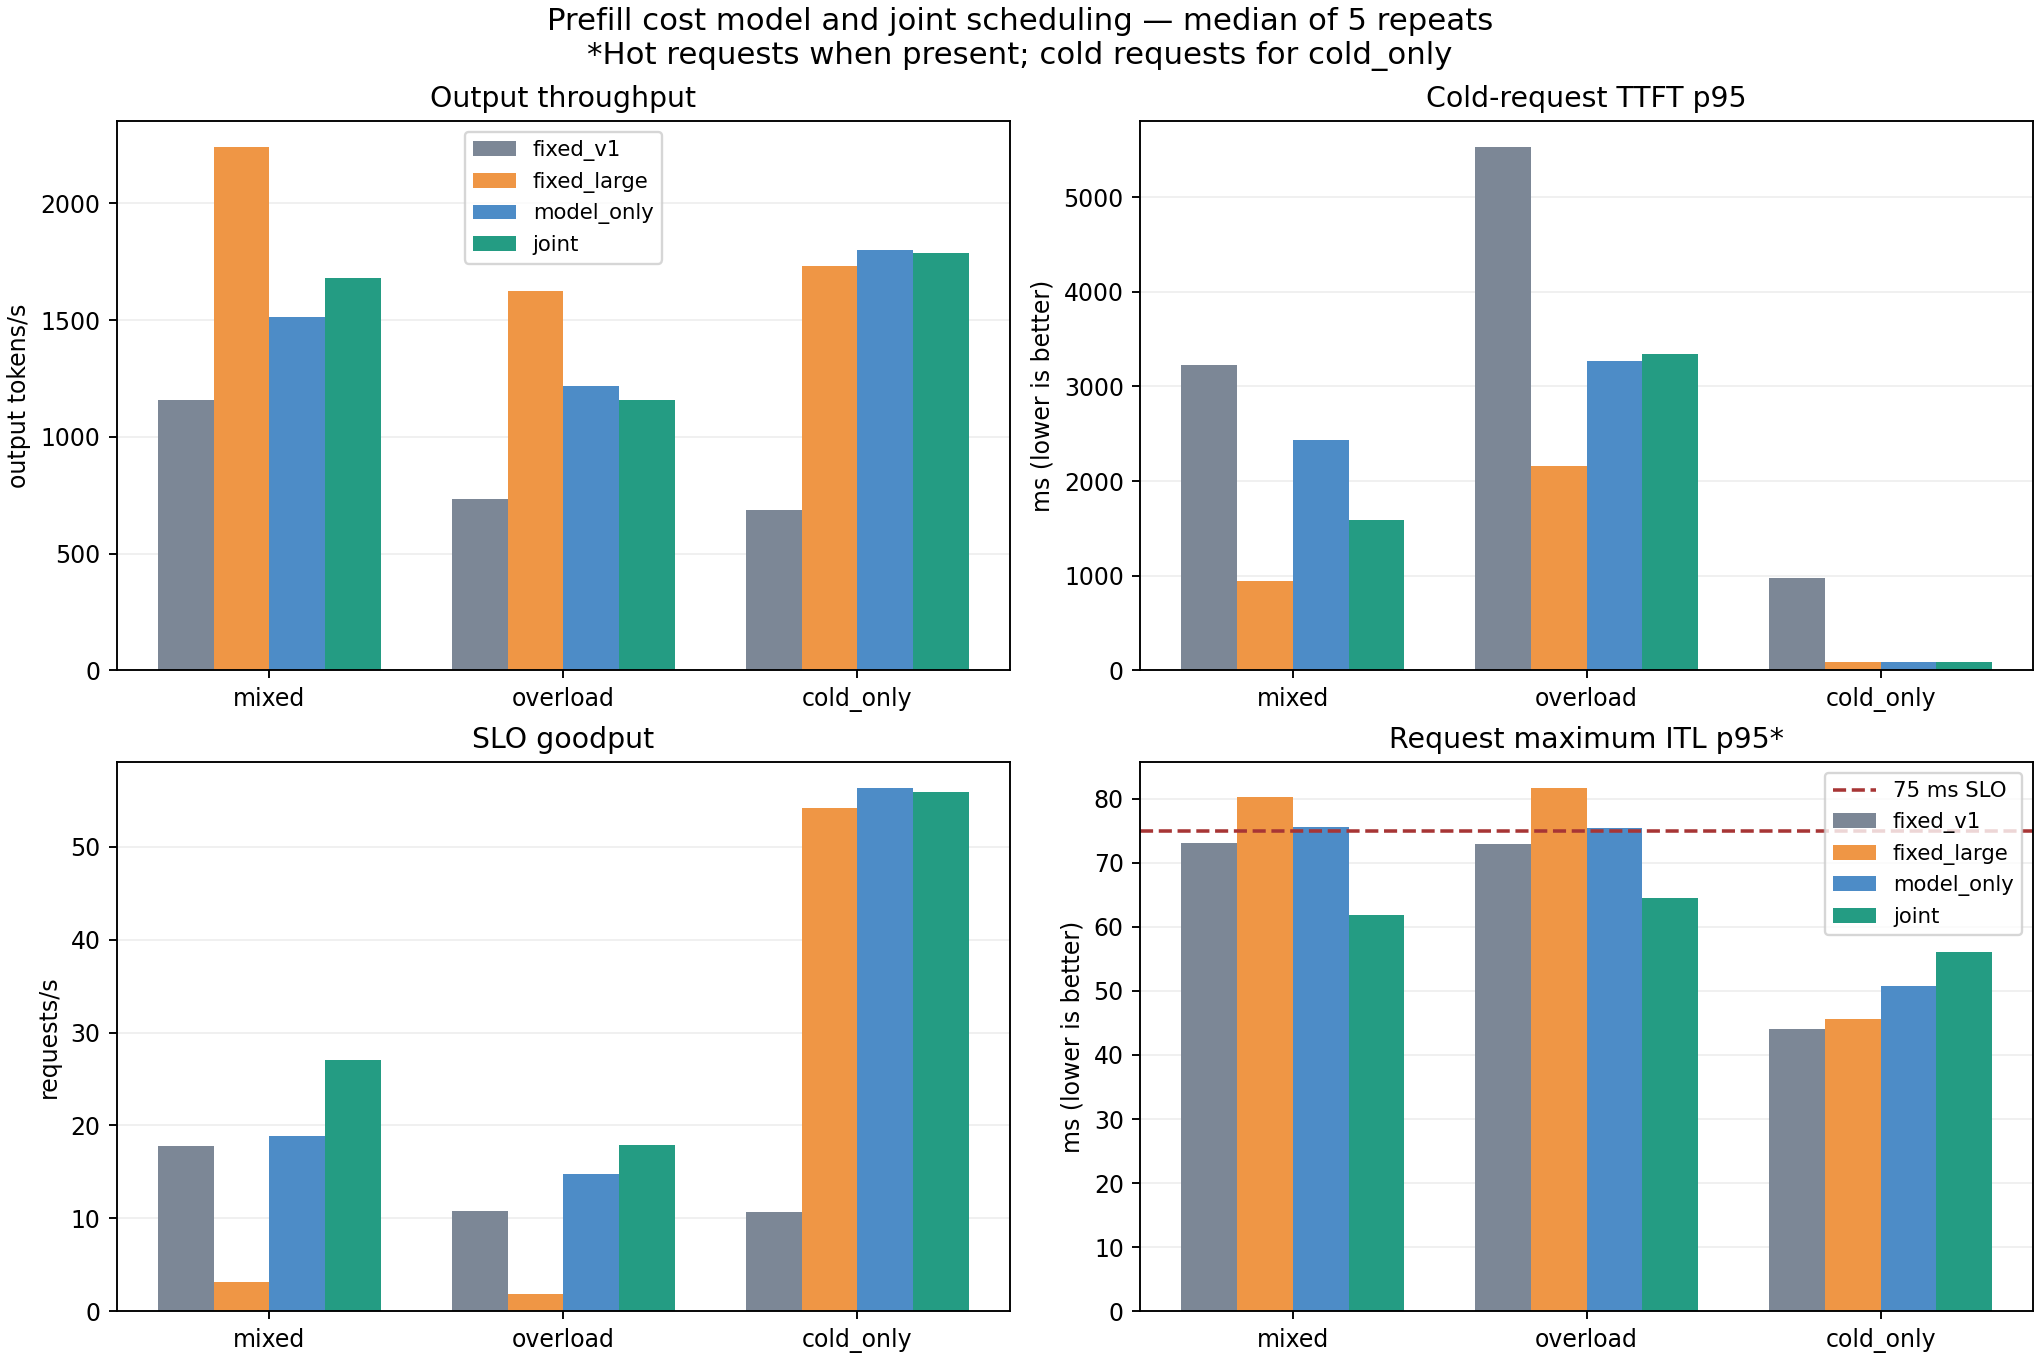 Prefill cost model and joint scheduling — median of 5 repeats
*Hot requests when present; cold requests for cold_only
Output throughput
output tokens/s
2000
1500
1000
500
0
fixed_v1
fixed_large
model_only
joint
mixed
overload
cold_only
Cold-request TTFT p95
ms (lower is better)
5000
4000
3000
2000
1000
0
mixed
overload
cold_only
SLO goodput
requests/s
50
40
30
20
10
0
mixed
overload
cold_only
Request maximum ITL p95*
ms (lower is better)
80
70
60
50
40
30
20
10
0
75 ms SLO
fixed_v1
fixed_large
model_only
joint
mixed
overload
cold_only